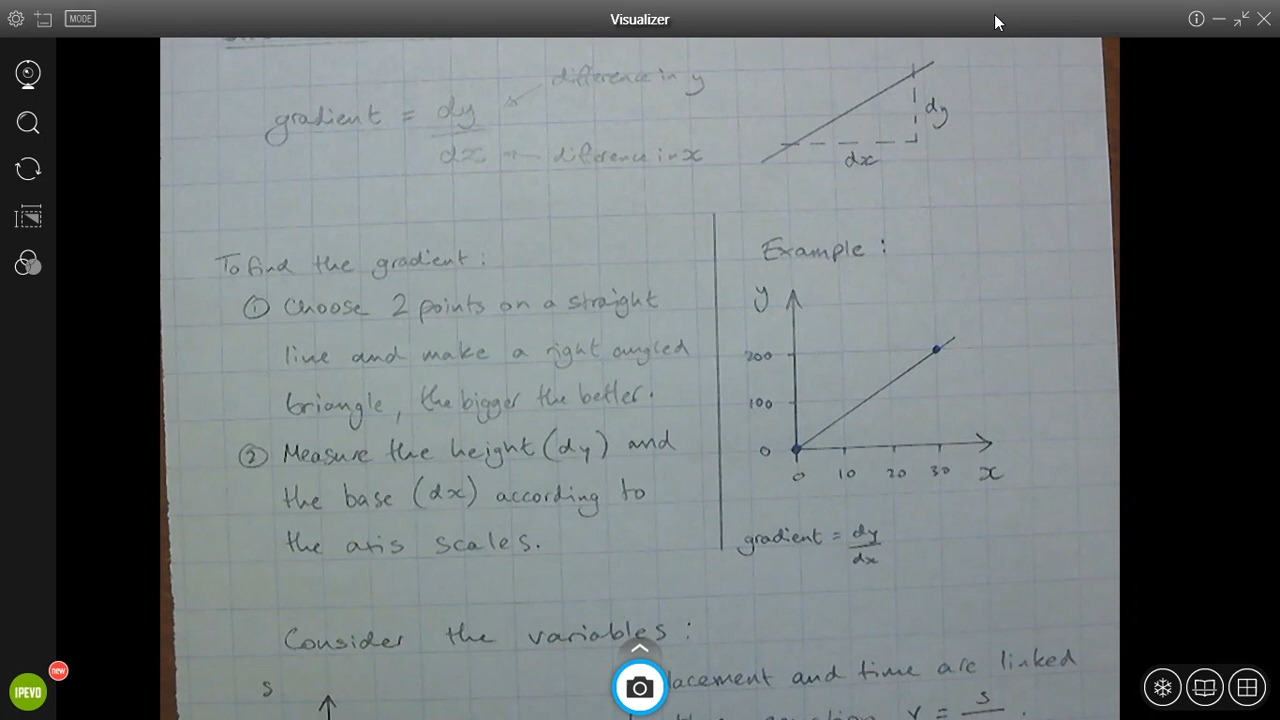 MODE
Visualizer
gradient = dy/dx
difference in y
diference in x
dy
dx
To find the gradient:
① Choose 2 points on a straight
line and make a right angled
triangle, the bigger the better.
② Measure the height (dy) and
the base (dx) according to
the axis scales.
Example:
y
200
100
0
0 10 20 30 x
gradient = dy/dx
Consider the variables:
s
lacement and time are linked
equation v = s
new
IPEVO